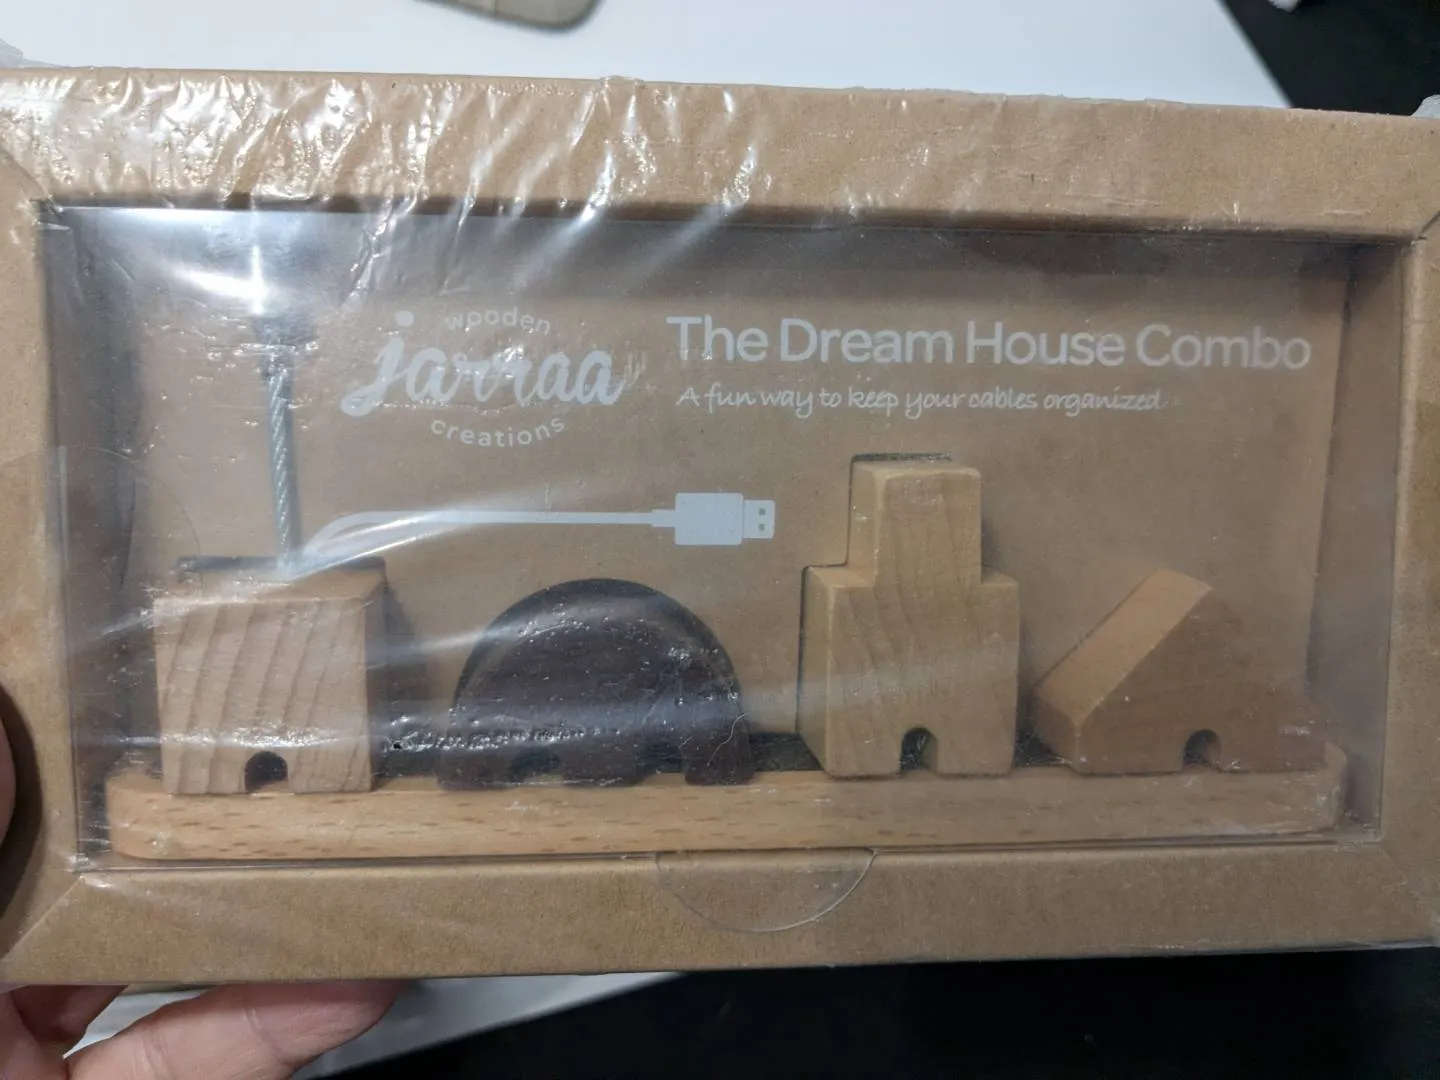 wooden
jarraa
creations
The Dream House Combo
A fun way to keep your cables organized